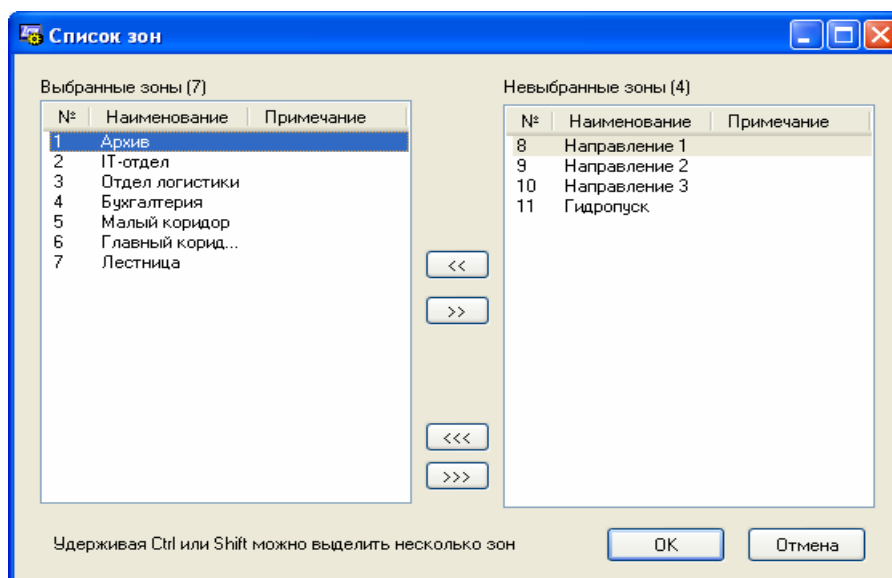 Список зон
Выбранные зоны (7)
№ Наименование Примечание
1 Архив
2 IT-отдел
3 Отдел логистики
4 Бухгалтерия
5 Малый коридор
6 Главный корид...
7 Лестница
<<
>>
<<<
>>>
Невыбранные зоны (4)
№ Наименование Примечание
8 Направление 1
9 Направление 2
10 Направление 3
11 Гидропуск
Удерживая Ctrl или Shift можно выделить несколько зон
OK
Отмена